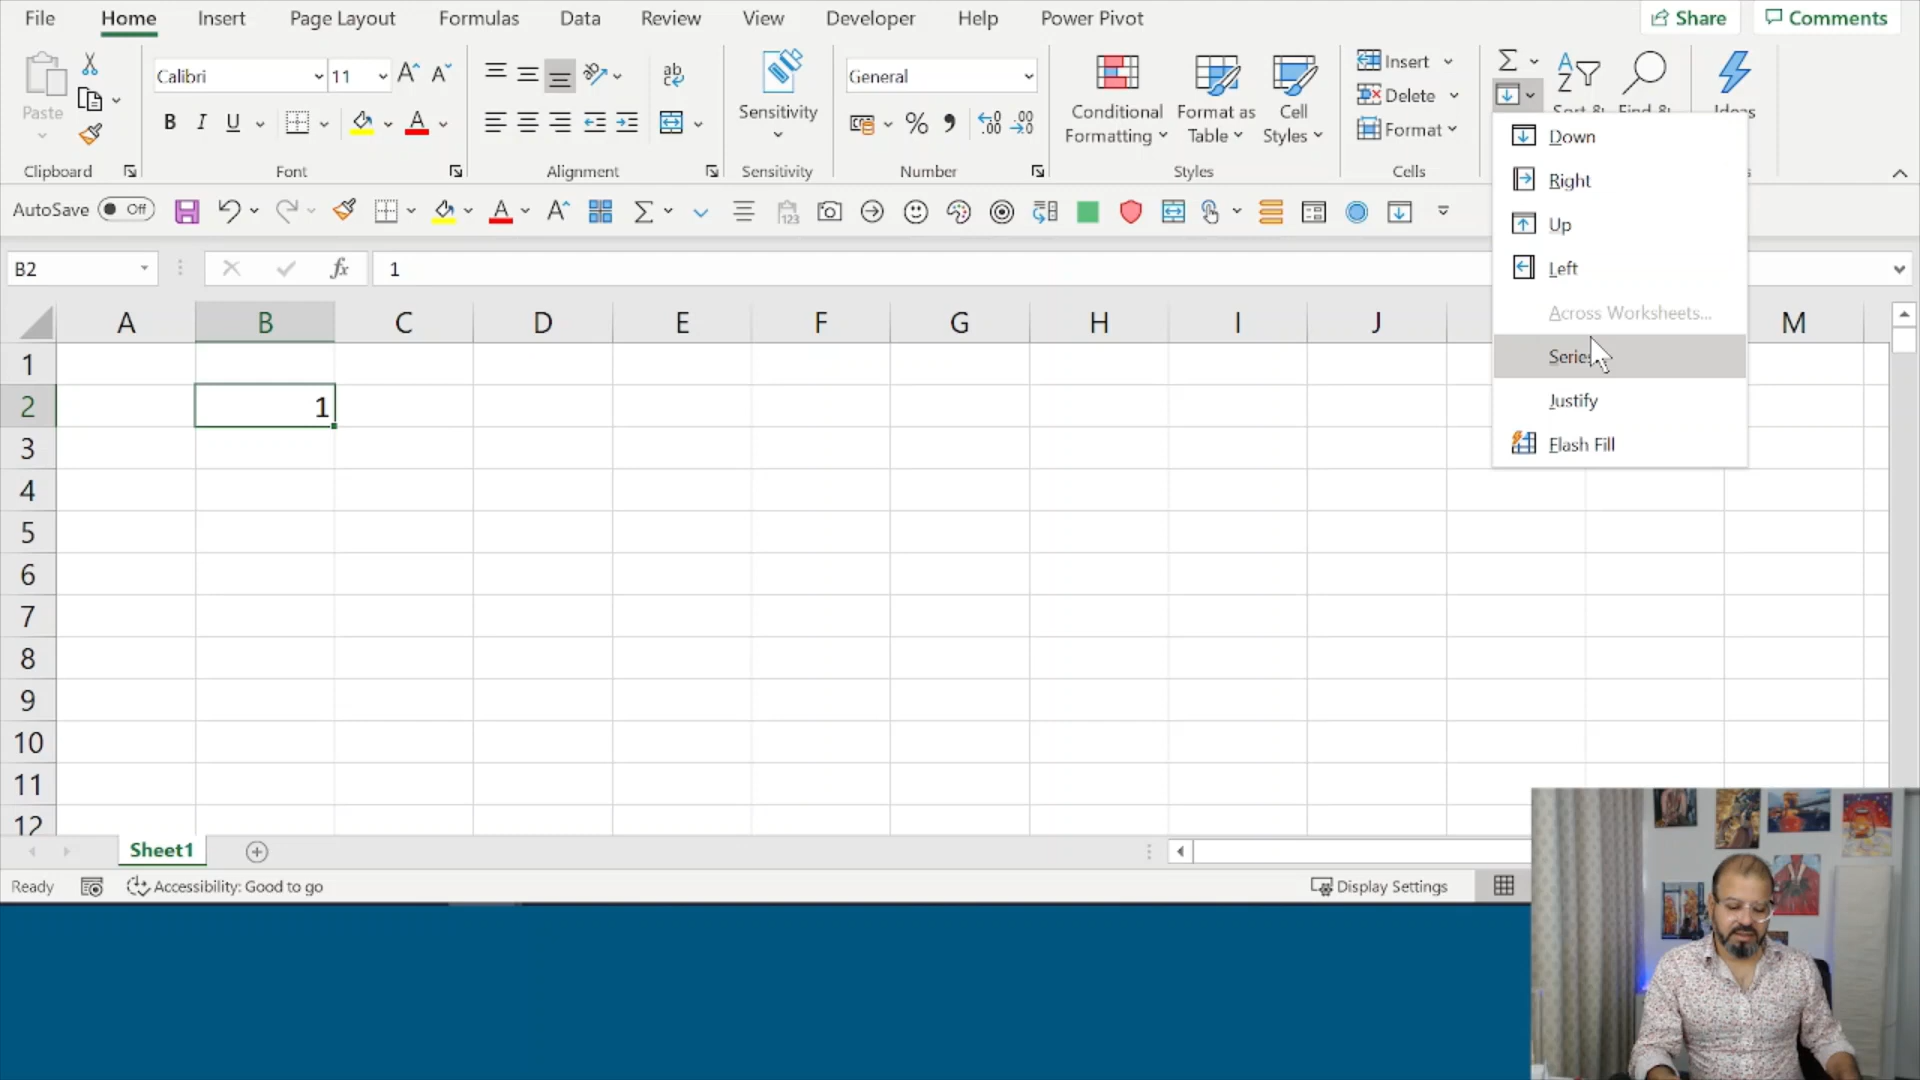 File Home Insert Page Layout Formulas Data Review View Developer Help Power Pivot Share Comments
Calibri 11 General Insert
Paste Sensitivity Conditional Formatting Format as Table Cell Styles Delete
B I U Format
Clipboard Font Alignment Sensitivity Number Styles Cells
AutoSave Off
Down
Right
Up
Left
Across Worksheets...
Justify
Flash Fill
B2 fx 1
A B C D E F G H I J M
1
2 1
3
4
5
6
7
8
9
10
11
12
Sheet1
Ready Accessibility: Good to go Display Settings